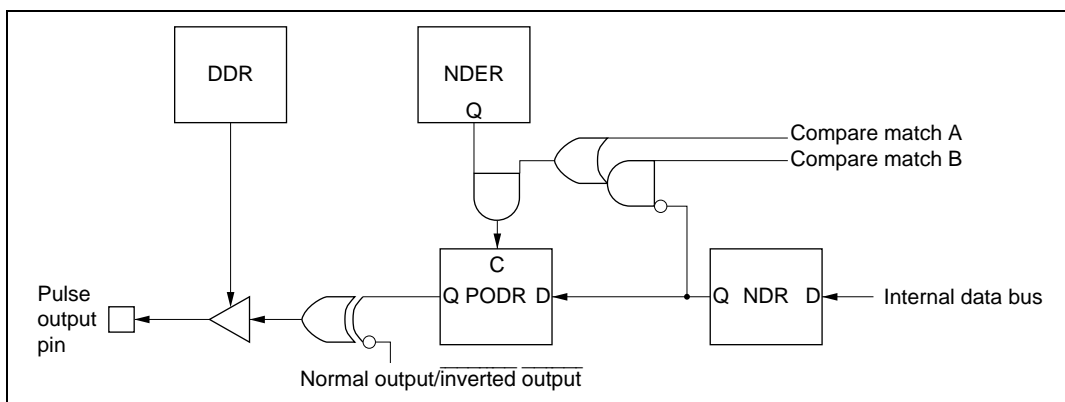 DDR
NDER
Q
Compare match A
Compare match B
C
Q PODR D
Q NDR D
Internal data bus
Pulse
output
pin
Normal output/inverted output